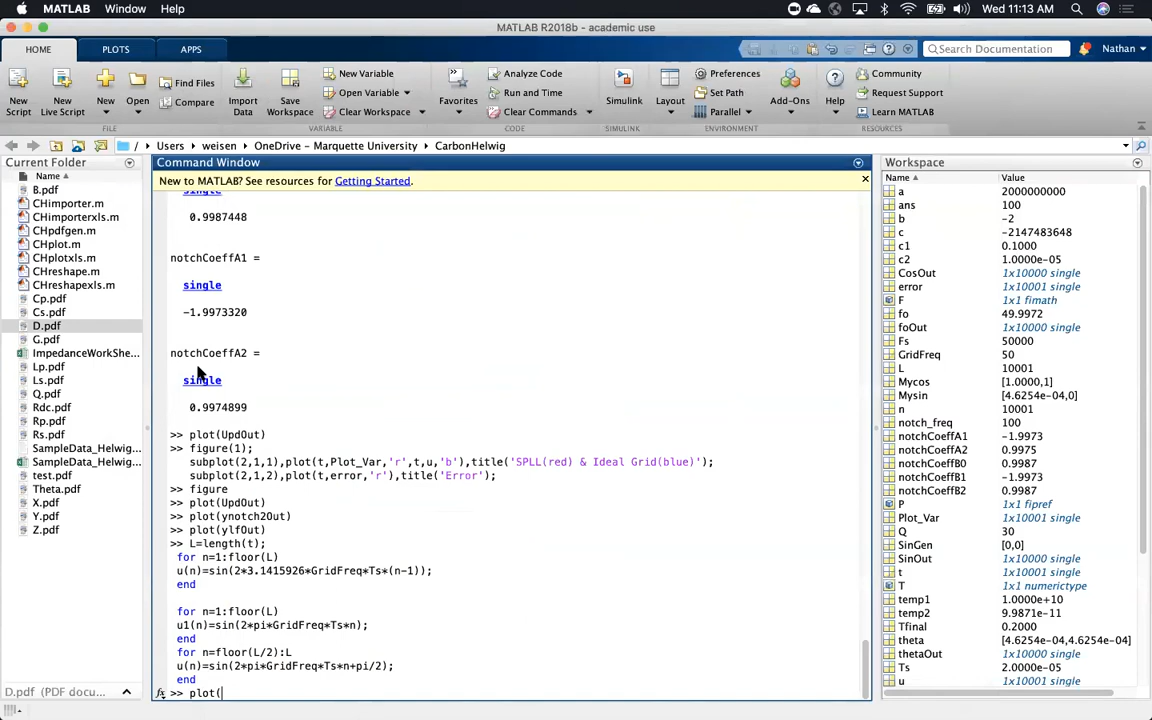 MATLAB Window Help Wed 11:13 AM
MATLAB R2018b - academic use
HOME PLOTS APPS Search Documentation Nathan
New Script
New Live Script
New
Open
Find Files
Compare
Import Data
Save Workspace
New Variable
Open Variable
Clear Workspace
Favorites
Analyze Code
Run and Time
Clear Commands
Simulink
Layout
Preferences
Set Path
Parallel
Add-Ons
Help
Community
Request Support
Learn MATLAB
FILE VARIABLE CODE SIMULINK ENVIRONMENT RESOURCES
/ Users weisen OneDrive – Marquette University CarbonHelwig
Current Folder
Name
B.pdf
CHimporter.m
CHimporterxls.m
CHpdfgen.m
CHplot.m
CHplotxls.m
CHreshape.m
CHreshapexls.m
Cp.pdf
Cs.pdf
D.pdf
G.pdf
ImpedanceWorkShe...
Lp.pdf
Ls.pdf
Q.pdf
Rdc.pdf
Rp.pdf
Rs.pdf
SampleData_Helwig...
SampleData_Helwig...
test.pdf
Theta.pdf
X.pdf
Y.pdf
Z.pdf
D.pdf (PDF docu...
Command Window
New to MATLAB? See resources for Getting Started.
single
0.9987448
notchCoeffA1 =
single
-1.9973320
notchCoeffA2 =
single
0.9974899
>> plot(UpdOut)
>> figure(1);
subplot(2,1,1),plot(t,Plot_Var,'r',t,u,'b'),title('SPLL(red) & Ideal Grid(blue)');
subplot(2,1,2),plot(t,error,'r'),title('Error');
>> figure
>> plot(UpdOut)
>> plot(ynotch2Out)
>> plot(ylfOut)
>> L=length(t);
for n=1:floor(L)
u(n)=sin(2*3.1415926*GridFreq*Ts*(n-1));
end
for n=1:floor(L)
u1(n)=sin(2*pi*GridFreq*Ts*n);
end
for n=floor(L/2):L
u(n)=sin(2*pi*GridFreq*Ts*n+pi/2);
end
fx >> plot(
Workspace
Name Value
a 2000000000
ans 100
b -2
c -2147483648
c1 0.1000
c2 1.0000e-05
CosOut 1x10000 single
error 1x10001 single
F 1x1 fimath
fo 49.9972
foOut 1x10000 single
Fs 50000
GridFreq 50
L 10001
Mycos [1.0000,1]
Mysin [4.6254e-04,0]
n 10001
notch_freq 100
notchCoeffA1 -1.9973
notchCoeffA2 0.9975
notchCoeffB0 0.9987
notchCoeffB1 -1.9973
notchCoeffB2 0.9987
P 1x1 fipref
Plot_Var 1x10001 single
Q 30
SinGen [0,0]
SinOut 1x10000 single
t 1x10001 single
T 1x1 numerictype
temp1 1.0000e+10
temp2 9.9871e-11
Tfinal 0.2000
theta [4.6254e-04,4.6254e-04]
thetaOut 1x10000 single
Ts 2.0000e-05
u 1x10001 single